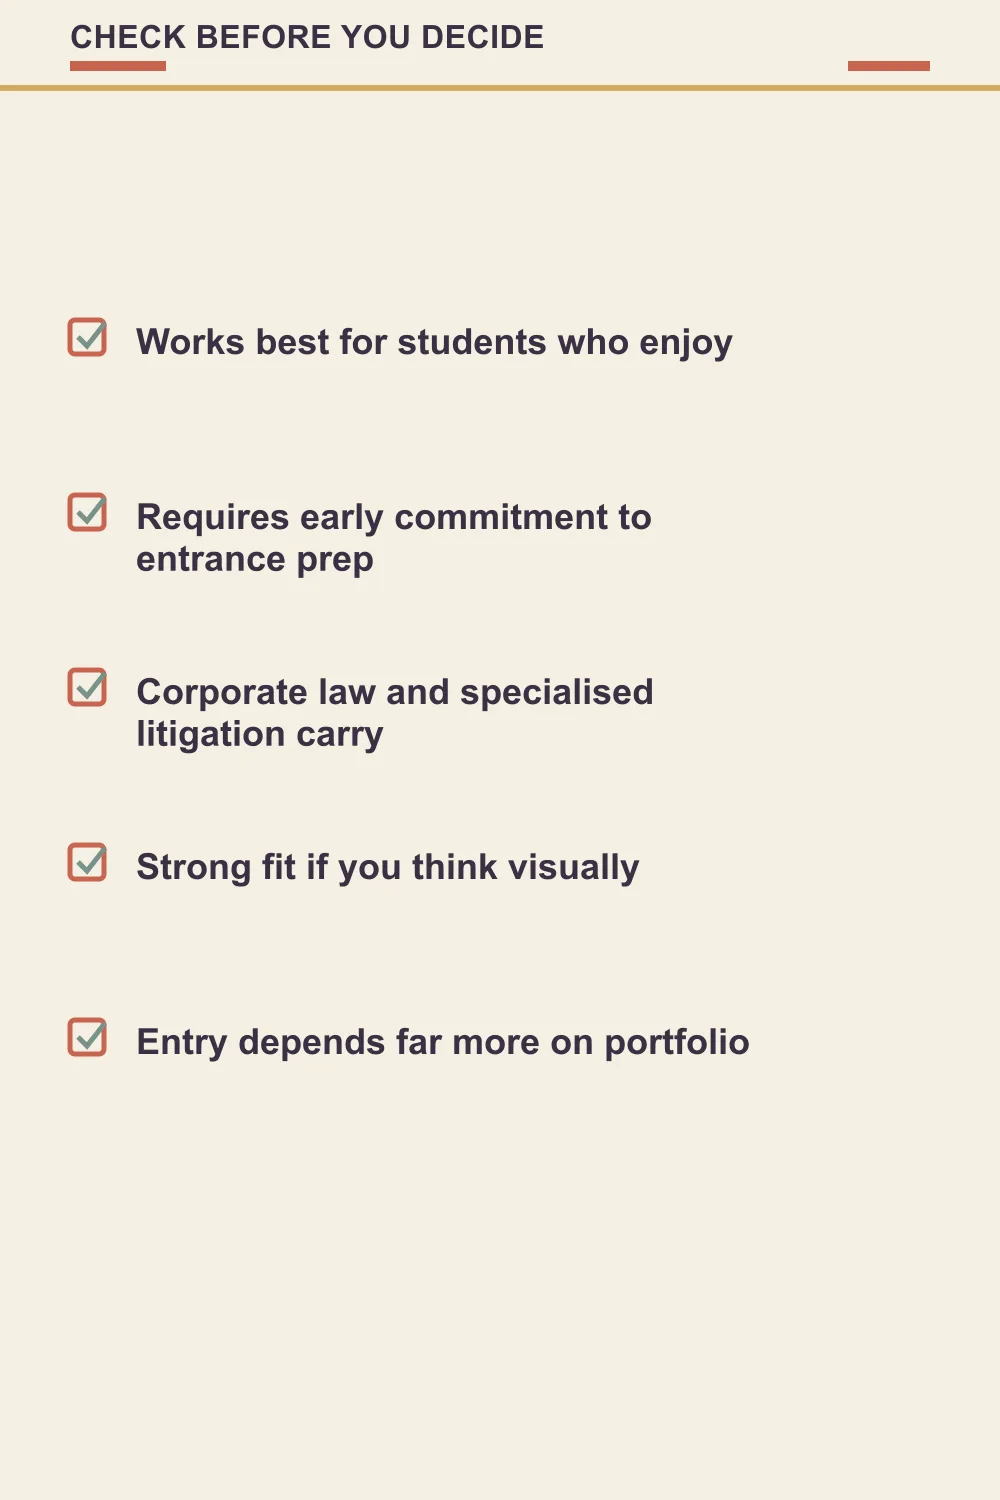 CHECK BEFORE YOU DECIDE
Works best for students who enjoy
Requires early commitment to
entrance prep
Corporate law and specialised
litigation carry
Strong fit if you think visually
Entry depends far more on portfolio